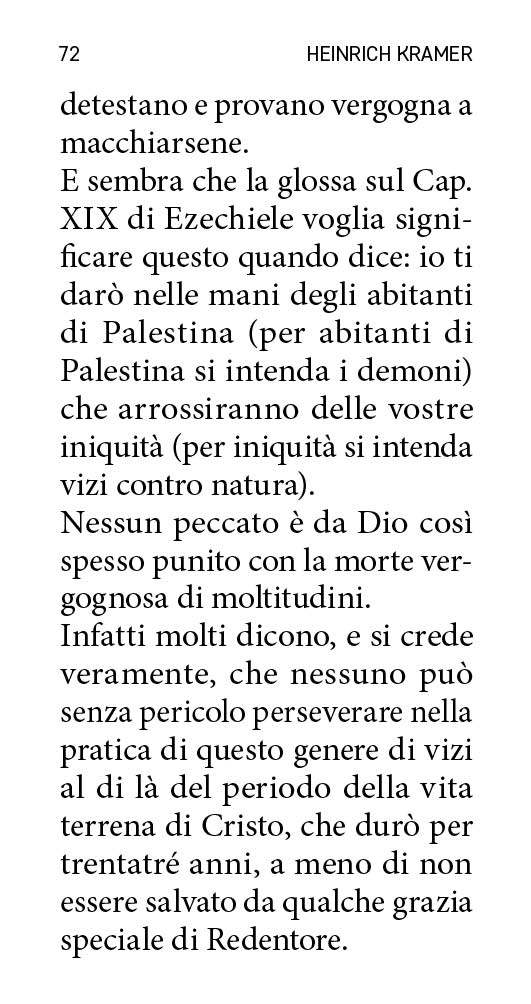 72 HEINRICH KRAMER
detestano e provano vergogna a
macchiarsene.
E sembra che la glossa sul Cap.
XIX di Ezechiele voglia signi-
ficare questo quando dice: io ti
darò nelle mani degli abitanti
di Palestina (per abitanti di
Palestina si intenda i demoni)
che arrossiranno delle vostre
iniquità (per iniquità si intenda
vizi contro natura).
Nessun peccato è da Dio così
spesso punito con la morte ver-
gognosa di moltitudini.
Infatti molti dicono, e si crede
veramente, che nessuno può
senza pericolo perseverare nella
pratica di questo genere di vizi
al di là del periodo della vita
terrena di Cristo, che durò per
trentatré anni, a meno di non
essere salvato da qualche grazia
speciale di Redentore.